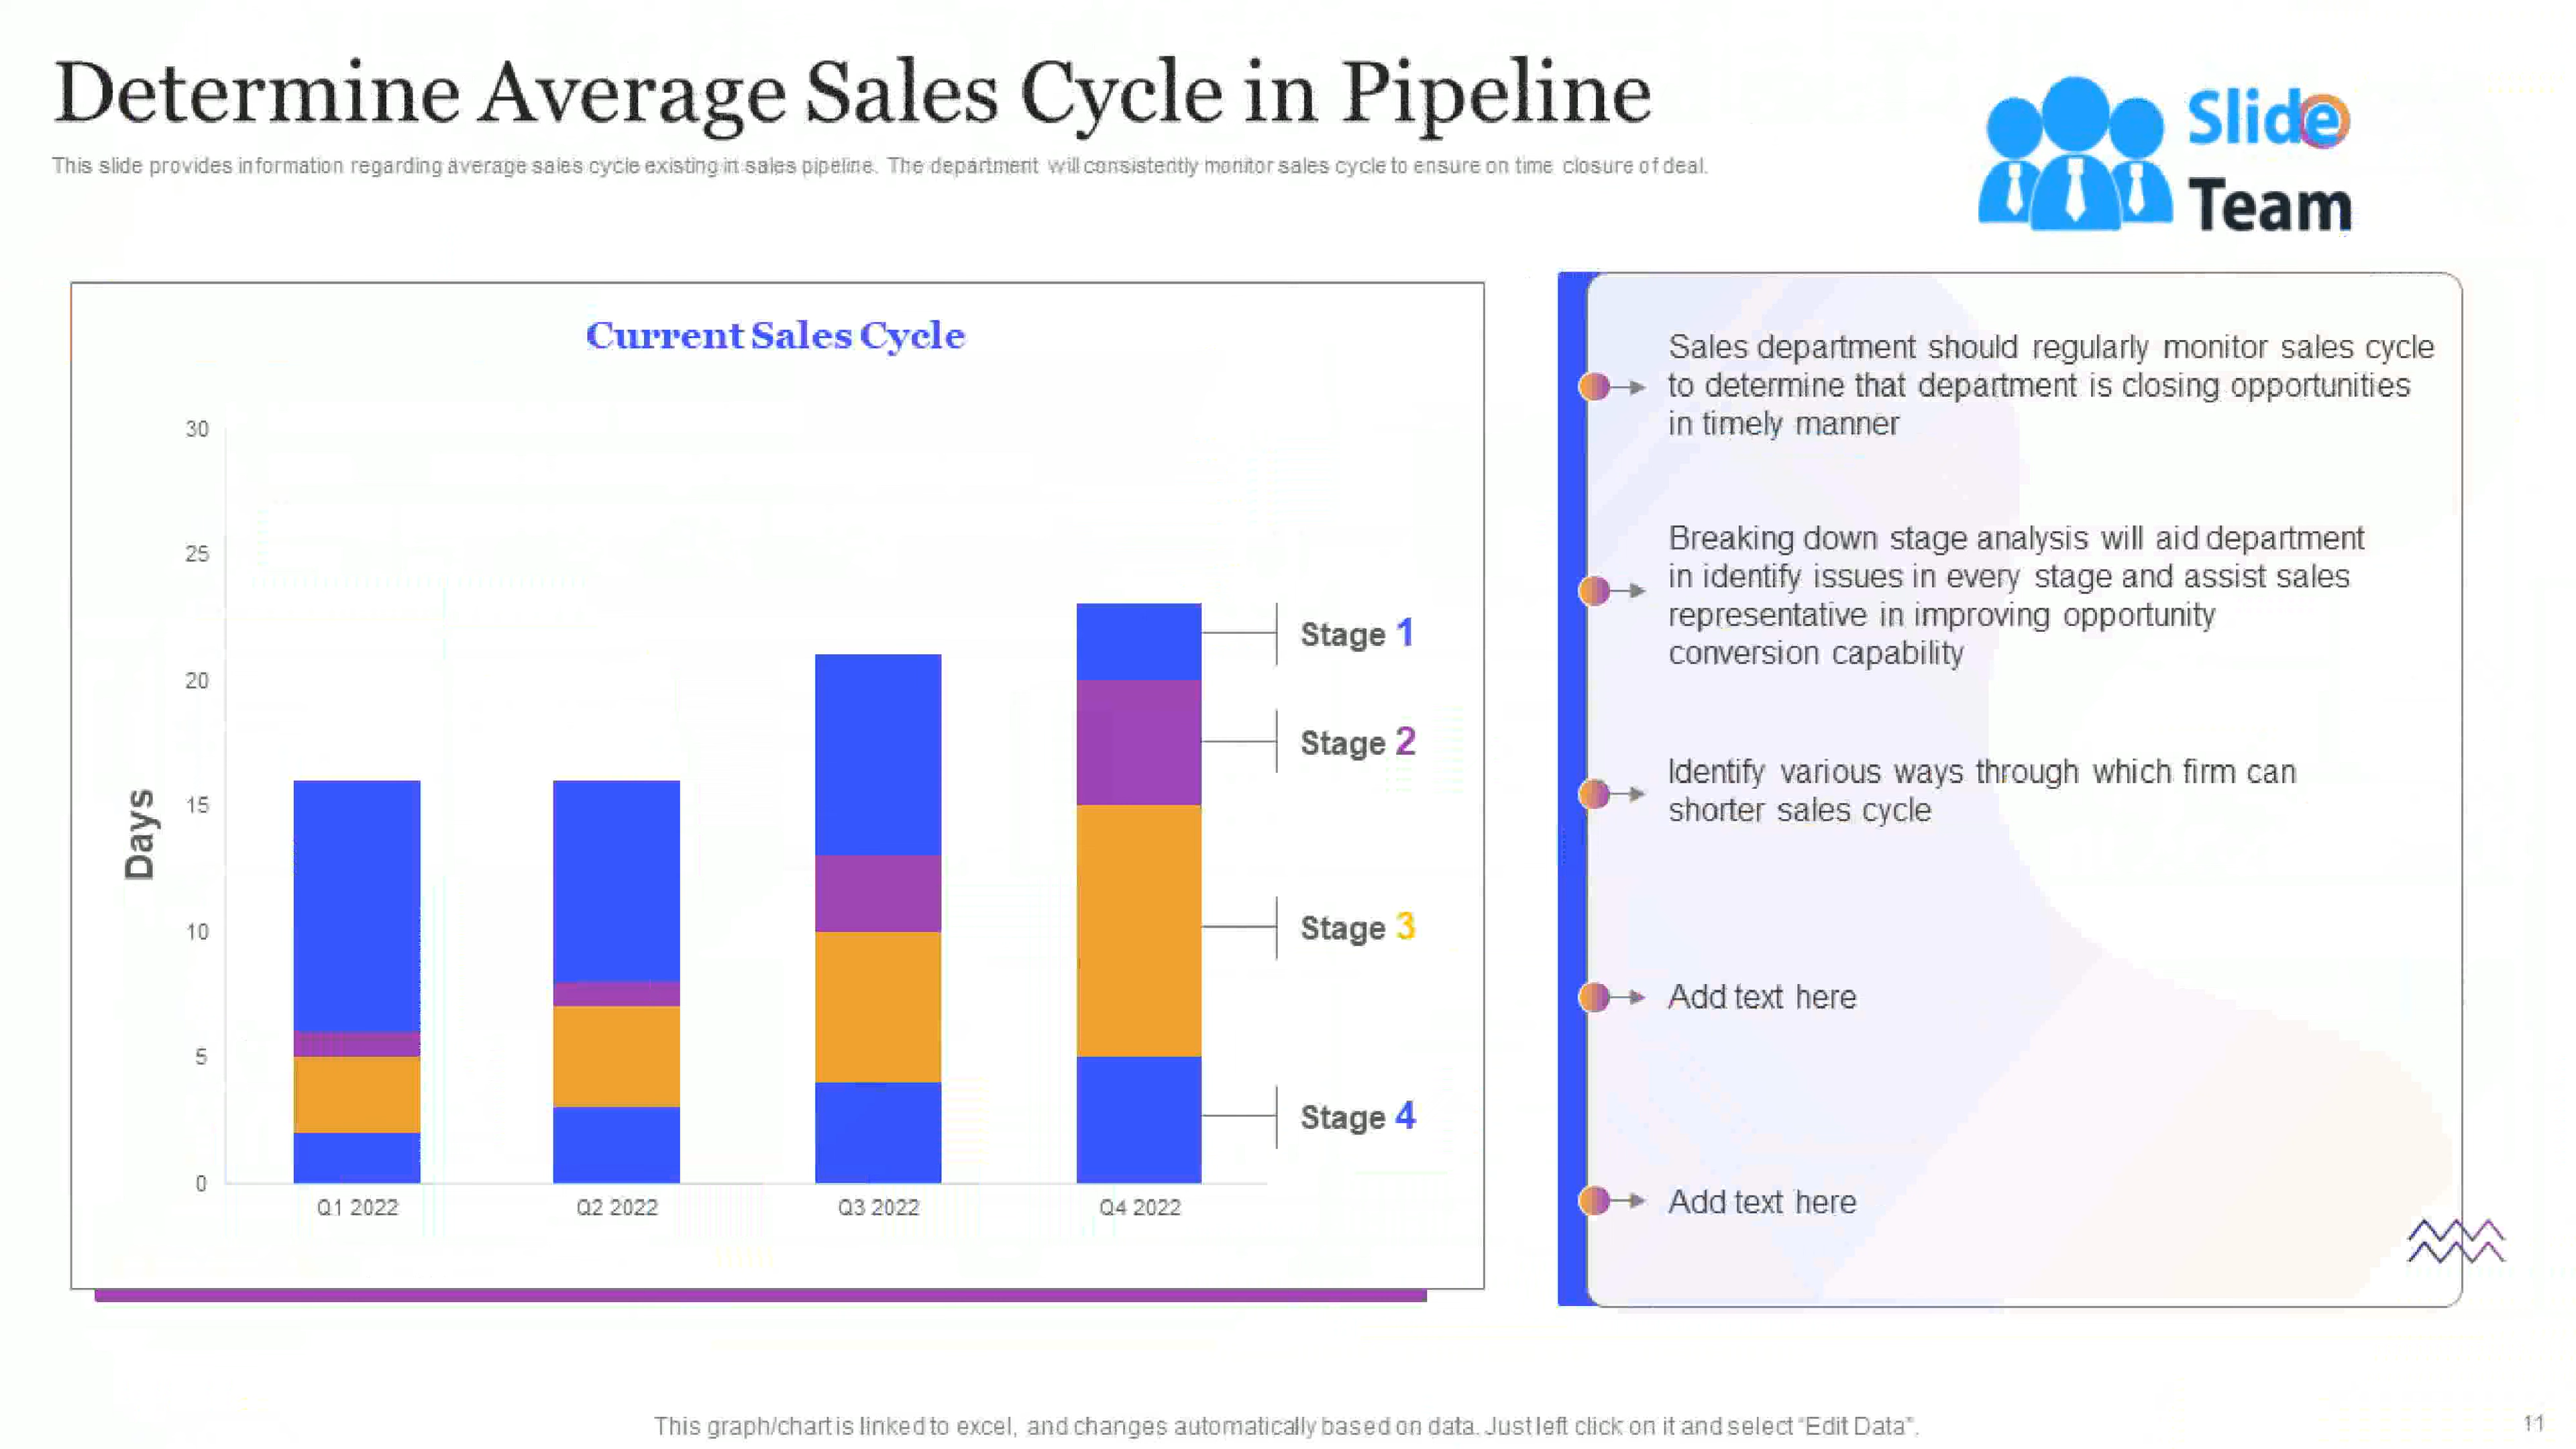 Determine Average Sales Cycle in Pipeline
This slide provides information regarding average sales cycle existing in sales pipeline. The department will consistently monitor sales cycle to ensure on time closure of deal.
Slide
Team
Current Sales Cycle
30
25
20
15
10
5
0
Days
Q1 2022
Q2 2022
Q3 2022
Q4 2022
Stage 1
Stage 2
Stage 3
Stage 4
Sales department should regularly monitor sales cycle
to determine that department is closing opportunities
in timely manner
Breaking down stage analysis will aid department
in identify issues in every stage and assist sales
representative in improving opportunity
conversion capability
Identify various ways through which firm can
shorter sales cycle
Add text here
Add text here
This graph/chart is linked to excel, and changes automatically based on data. Just left click on it and select “Edit Data”.
11